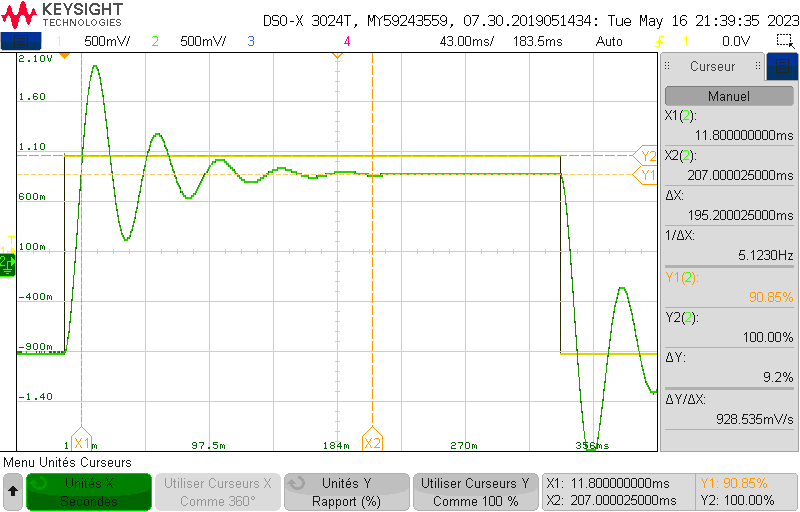 KEYSIGHT
TECHNOLOGIES
DSO-X 3024T, MY59243559, 07.30.2019051434: Tue May 16 21:39:35 2023
1 500mV/ 2 500mV/ 3 4 43.00ms/ 183.5ms Auto 1 0.0V
2.10V
1.60
1.10
600m
100m
-400m
-900m
-1.40
Y2
Y1
2
X1
X2
97.5m 184m 270m 356ms
Curseur
Manuel
X1(2):
11.800000000ms
X2(2):
207.000025000ms
ΔX:
195.200025000ms
1/ΔX:
5.1230Hz
Y1(2):
90.85%
Y2(2):
100.00%
ΔY:
9.2%
ΔY/ΔX:
928.535mV/s
Menu Unités Curseurs
Unités X
Secondes
Utiliser Curseurs X
Comme 360°
Unités Y
Rapport (%)
Utiliser Curseurs Y
Comme 100 %
X1: 11.800000000ms
X2: 207.000025000ms
Y1: 90.85%
Y2: 100.00%